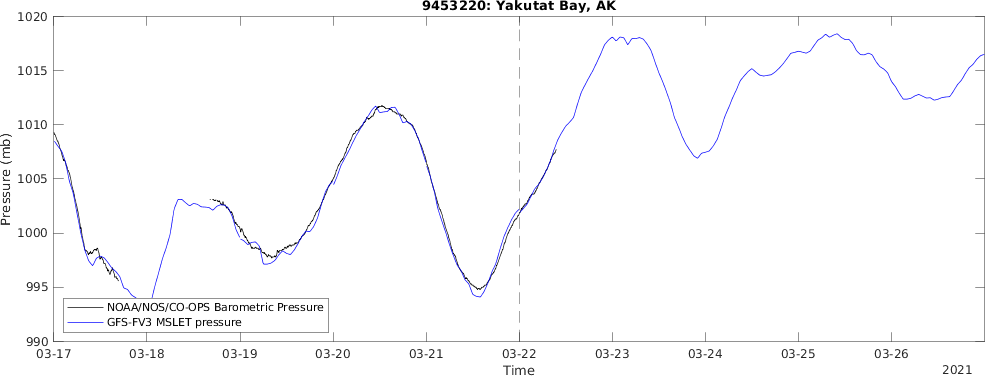 9453220: Yakutat Bay, AK
1020
1015
1010
1005
1000
995
990
Pressure (mb)
NOAA/NOS/CO-OPS Barometric Pressure
GFS-FV3 MSLET pressure
03-17 03-18 03-19 03-20 03-21 03-22 03-23 03-24 03-25 03-26
Time
2021